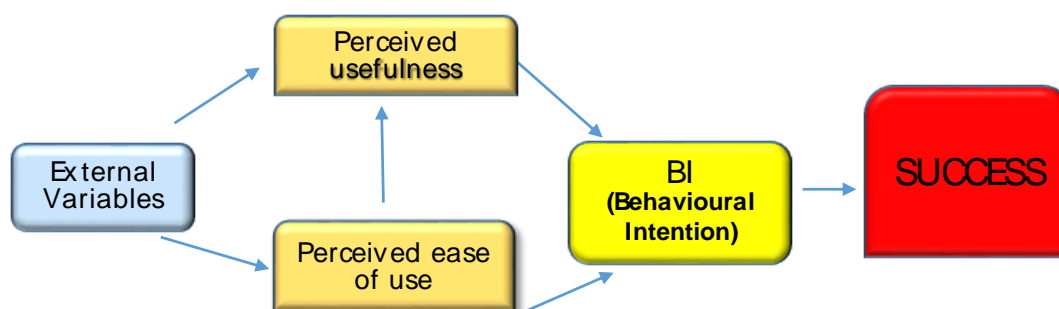 Perceived
usefulness
External
Variables
Perceived ease
of use
BI
(Behavioural
Intention)
SUCCESS